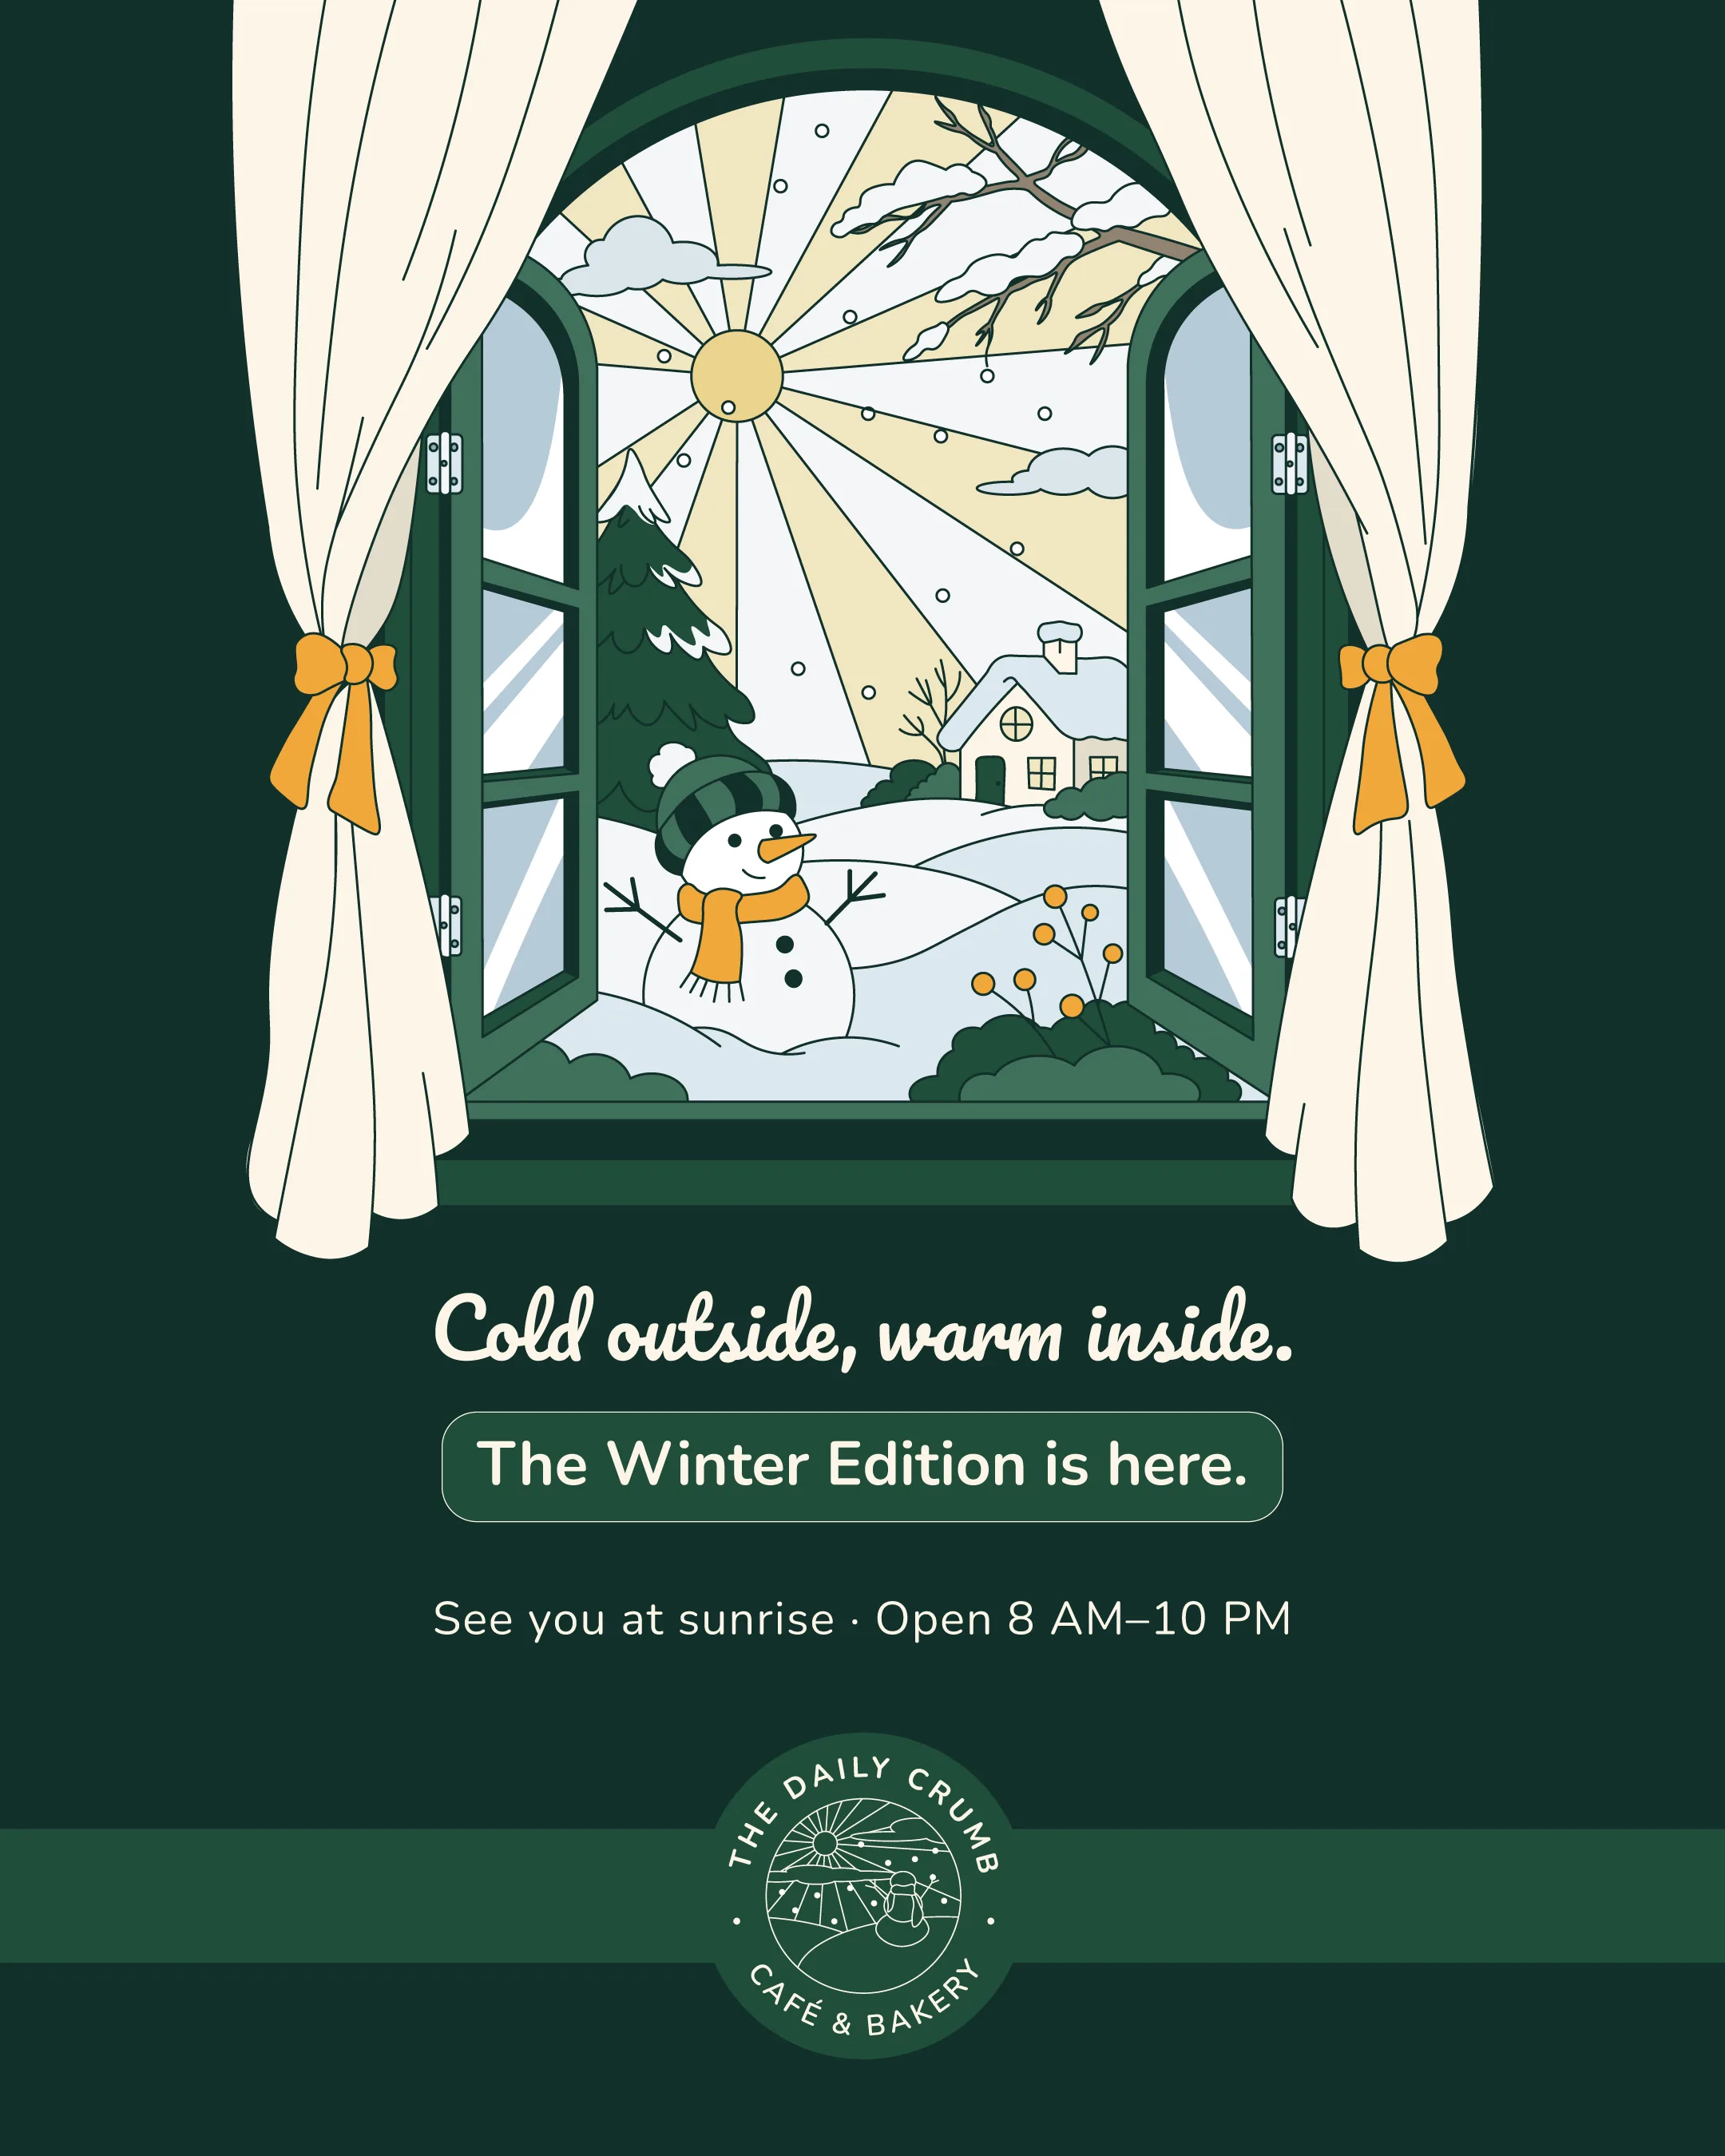 Cold outside, warm inside.
The Winter Edition is here.
See you at sunrise · Open 8 AM–10 PM
THE DAILY CRUMB
CAFÉ & BAKERY